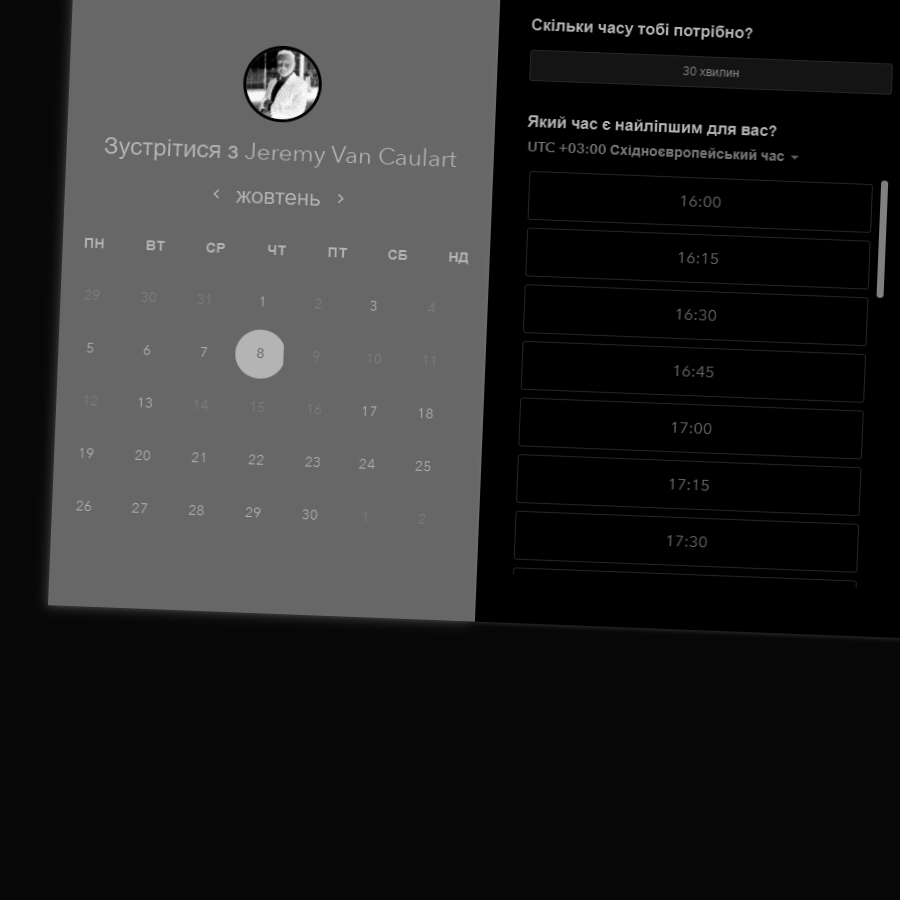 Зустрітися з Jeremy Van Caulart
жовтень
ПН ВТ СР ЧТ ПТ СБ НД
29 30 31 1 2 3 4
5 6 7 8 9 10 11
12 13 14 15 16 17 18
19 20 21 22 23 24 25
26 27 28 29 30 1 2
Скільки часу тобі потрібно?
30 хвилин
Який час є найліпшим для вас?
UTC +03:00 Східноєвропейський час
16:00
16:15
16:30
16:45
17:00
17:15
17:30